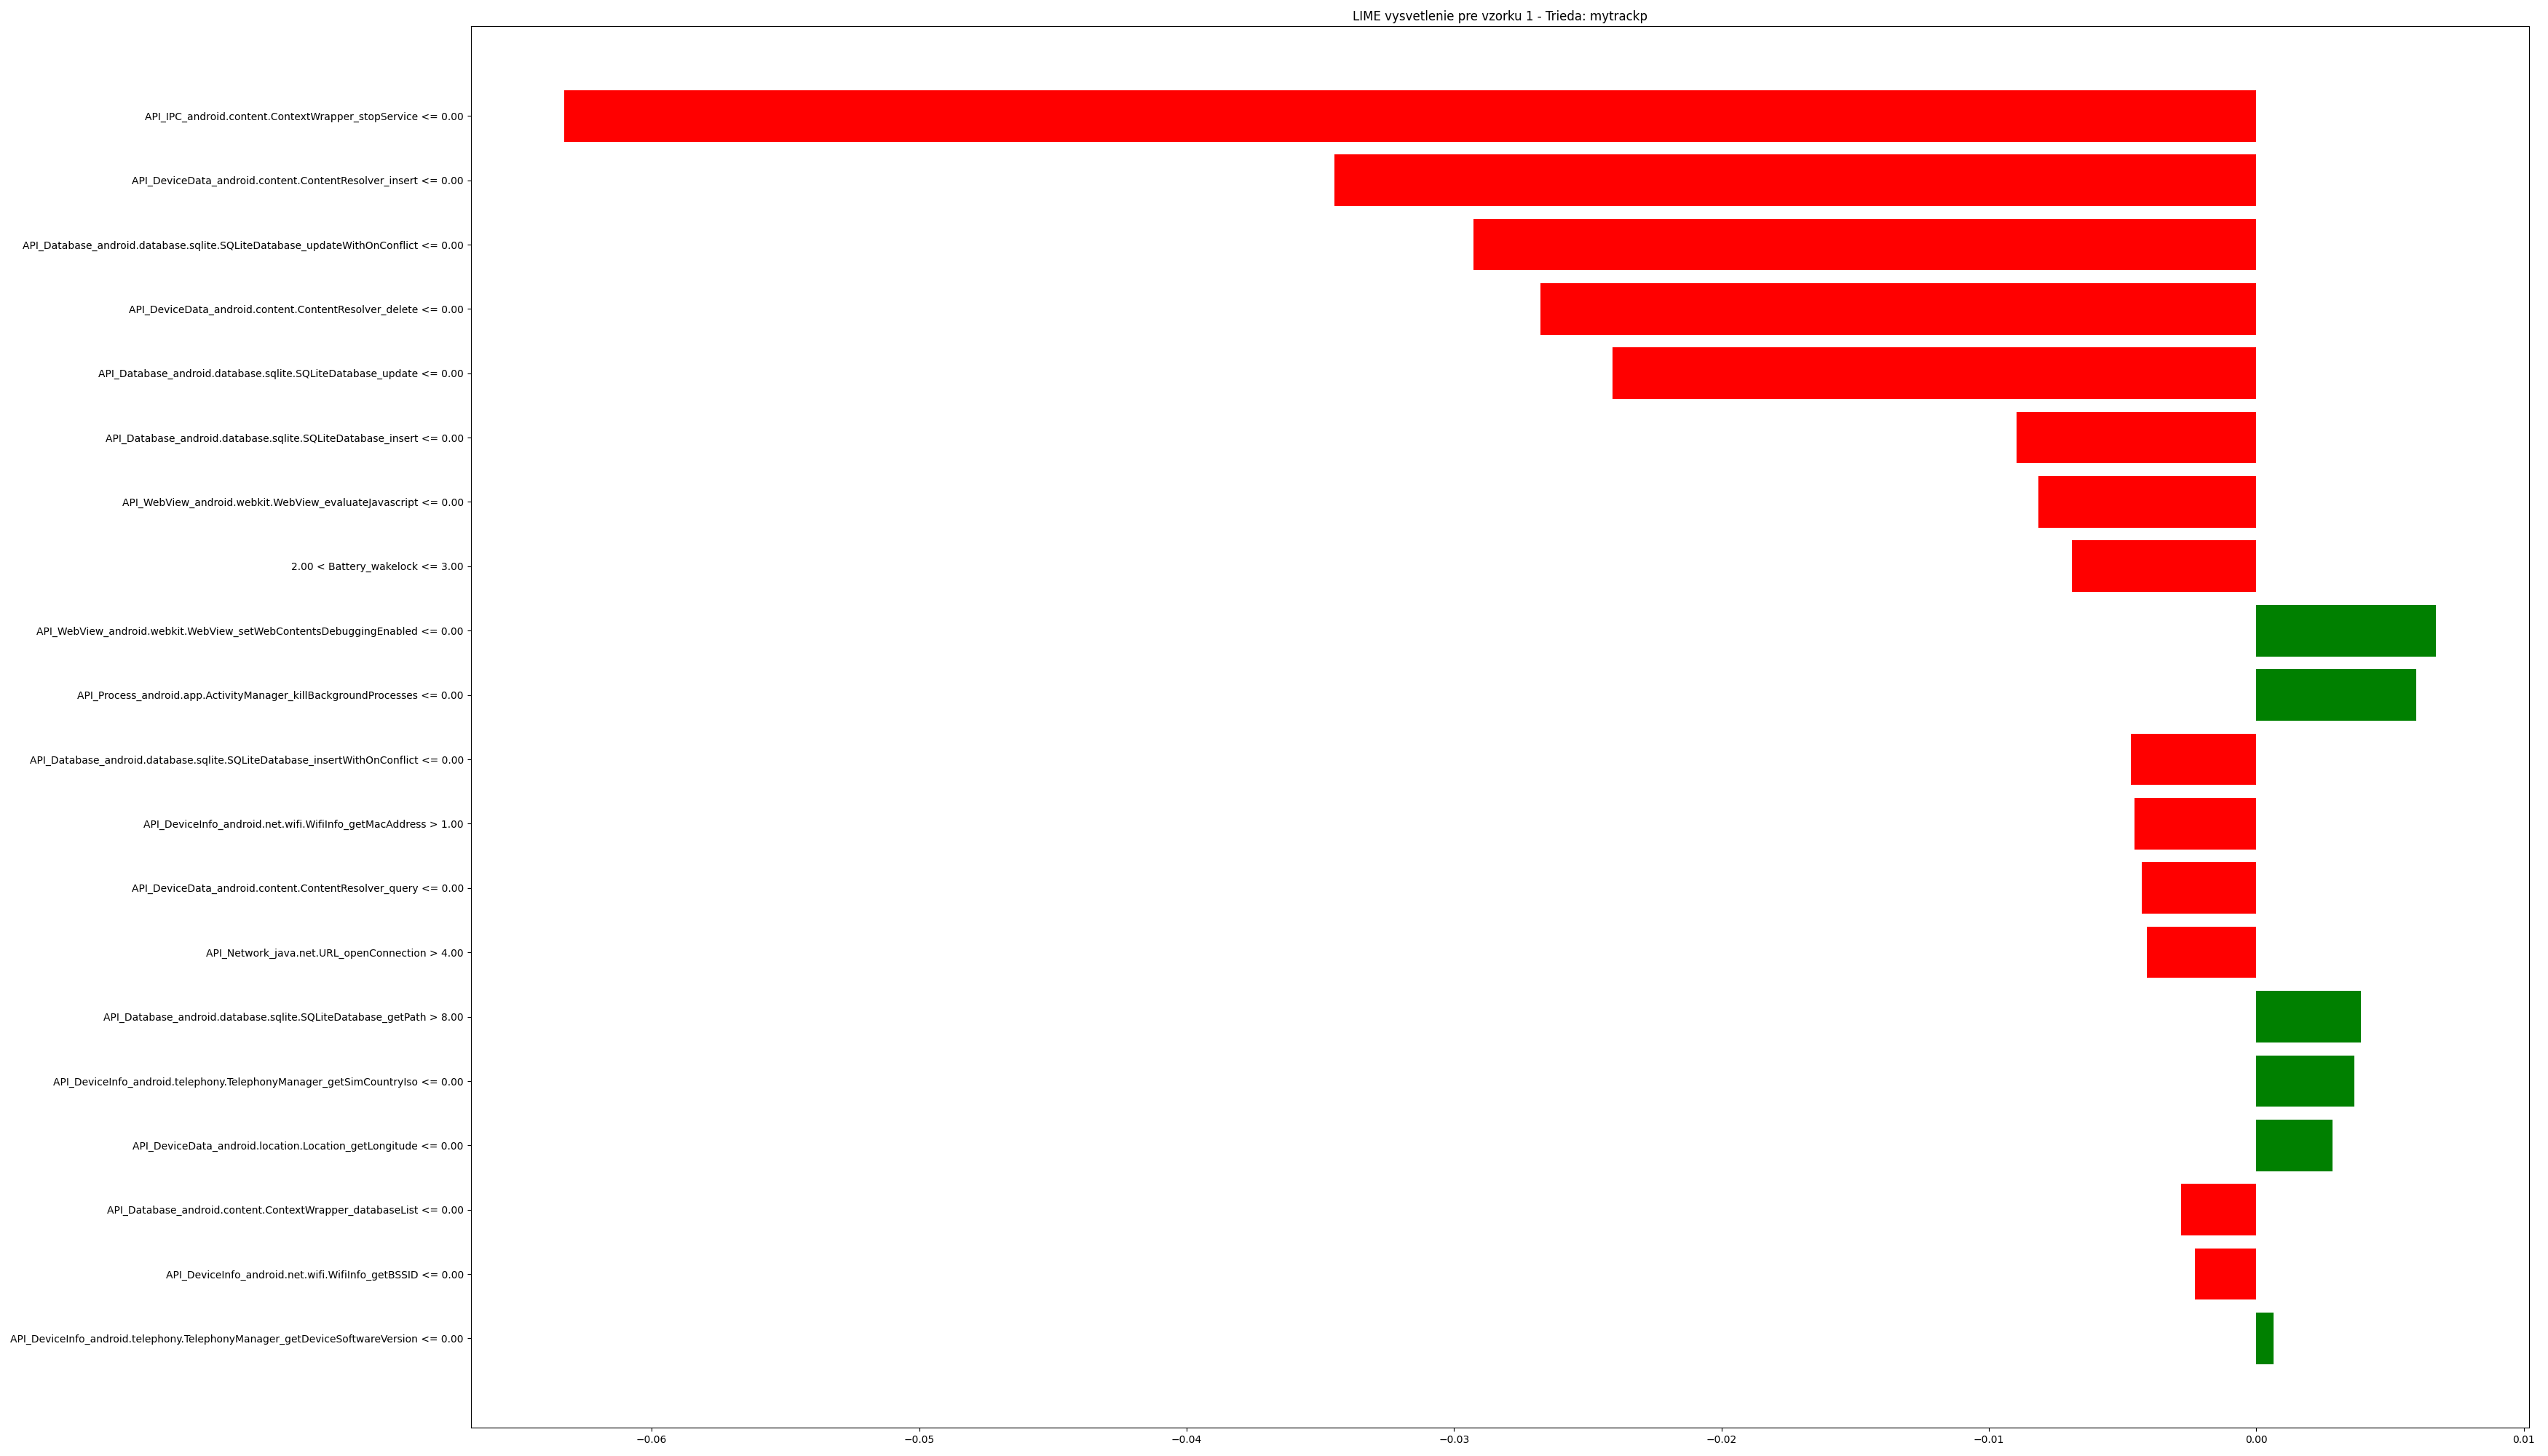 LIME vysvetlenie pre vzorku 1 - Trieda: mytrackp
API_IPC_android.content.ContextWrapper_stopService <= 0.00
API_DeviceData_android.content.ContentResolver_insert <= 0.00
API_Database_android.database.sqlite.SQLiteDatabase_updateWithOnConflict <= 0.00
API_DeviceData_android.content.ContentResolver_delete <= 0.00
API_Database_android.database.sqlite.SQLiteDatabase_update <= 0.00
API_Database_android.database.sqlite.SQLiteDatabase_insert <= 0.00
API_WebView_android.webkit.WebView_evaluateJavascript <= 0.00
2.00 < Battery_wakelock <= 3.00
API_WebView_android.webkit.WebView_setWebContentsDebuggingEnabled <= 0.00
API_Process_android.app.ActivityManager_killBackgroundProcesses <= 0.00
API_Database_android.database.sqlite.SQLiteDatabase_insertWithOnConflict <= 0.00
API_DeviceInfo_android.net.wifi.WifiInfo_getMacAddress > 1.00
API_DeviceData_android.content.ContentResolver_query <= 0.00
API_Network_java.net.URL_openConnection > 4.00
API_Database_android.database.sqlite.SQLiteDatabase_getPath > 8.00
API_DeviceInfo_android.telephony.TelephonyManager_getSimCountryIso <= 0.00
API_DeviceData_android.location.Location_getLongitude <= 0.00
API_Database_android.content.ContextWrapper_databaseList <= 0.00
API_DeviceInfo_android.net.wifi.WifiInfo_getBSSID <= 0.00
API_DeviceInfo_android.telephony.TelephonyManager_getDeviceSoftwareVersion <= 0.00
−0.06 −0.05 −0.04 −0.03 −0.02 −0.01 0.00 0.01